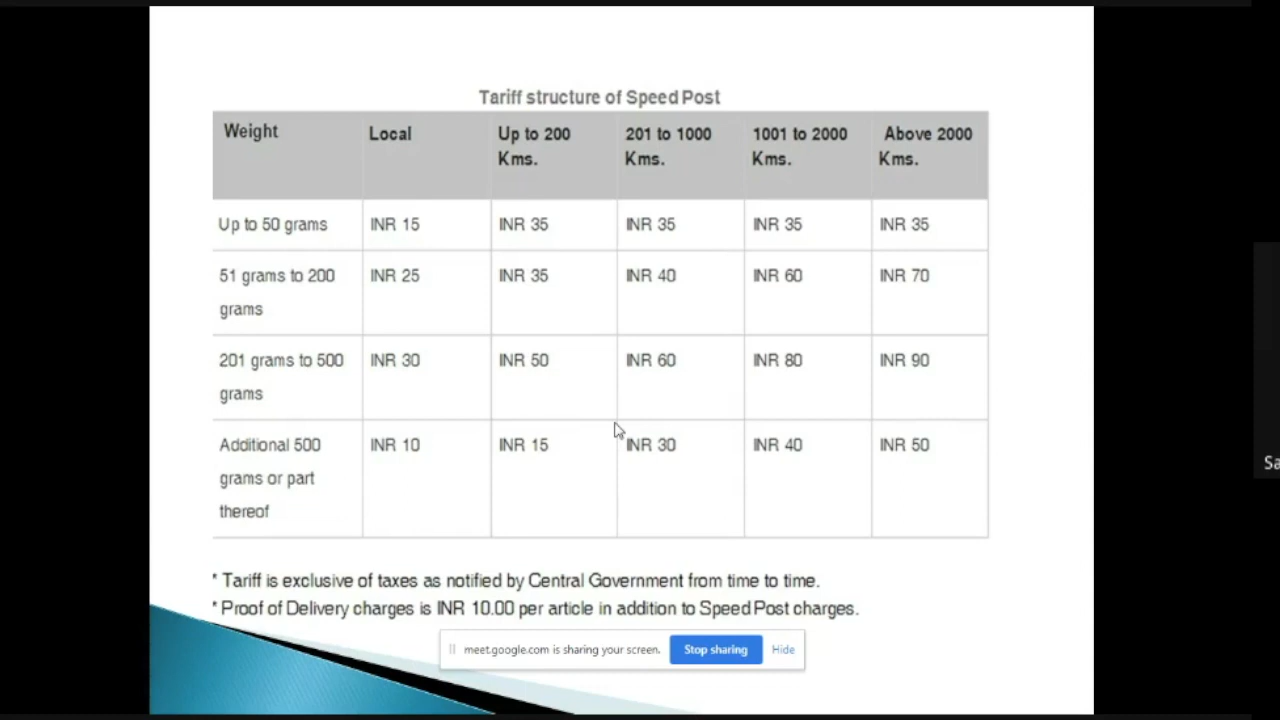 Tariff structure of Speed Post
Weight Local Up to 200 Kms. 201 to 1000 Kms. 1001 to 2000 Kms. Above 2000 Kms.
Up to 50 grams INR 15 INR 35 INR 35 INR 35 INR 35
51 grams to 200 grams INR 25 INR 35 INR 40 INR 60 INR 70
201 grams to 500 grams INR 30 INR 50 INR 60 INR 80 INR 90
Additional 500 grams or part thereof INR 10 INR 15 INR 30 INR 40 INR 50
* Tariff is exclusive of taxes as notified by Central Government from time to time.
* Proof of Delivery charges is INR 10.00 per article in addition to Speed Post charges.
meet.google.com is sharing your screen. Stop sharing Hide